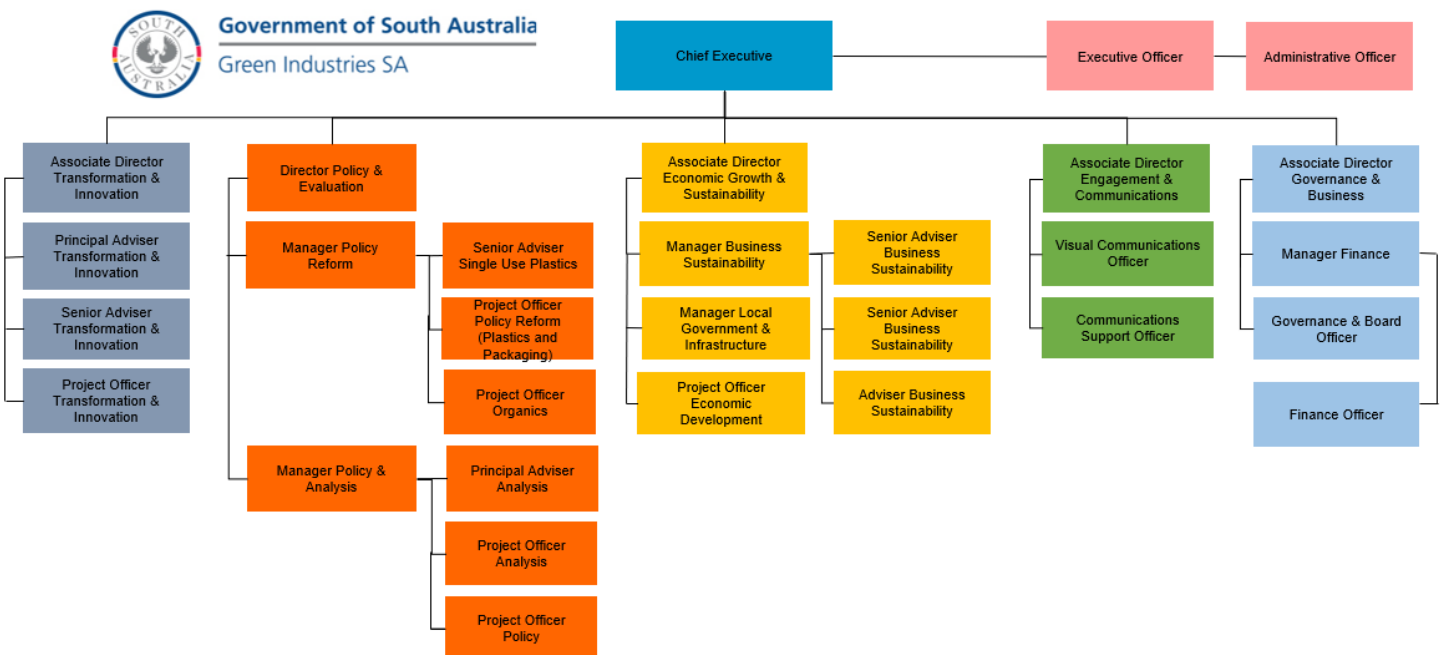 SOUTH
AUSTRALIA
Government of South Australia
Green Industries SA
Chief Executive
Executive Officer
Administrative Officer
Associate Director
Transformation &
Innovation
Principal Adviser
Transformation &
Innovation
Senior Adviser
Transformation &
Innovation
Project Officer
Transformation &
Innovation
Director Policy &
Evaluation
Manager Policy
Reform
Senior Adviser
Single Use Plastics
Project Officer
Policy Reform
(Plastics and
Packaging)
Project Officer
Organics
Manager Policy &
Analysis
Principal Adviser
Analysis
Project Officer
Analysis
Project Officer
Policy
Associate Director
Economic Growth &
Sustainability
Manager Business
Sustainability
Senior Adviser
Business
Sustainability
Manager Local
Government &
Infrastructure
Senior Adviser
Business
Sustainability
Project Officer
Economic
Development
Adviser Business
Sustainability
Associate Director
Engagement &
Communications
Visual Communications
Officer
Communications
Support Officer
Associate Director
Governance &
Business
Manager Finance
Governance & Board
Officer
Finance Officer